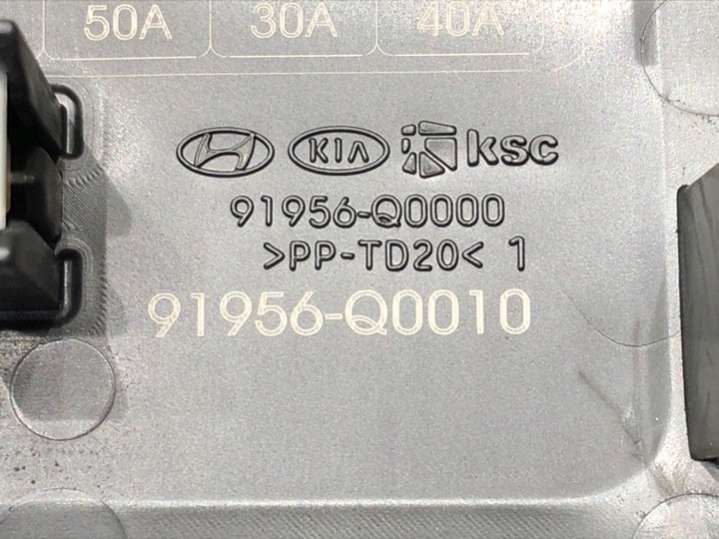 50A 30A 40A
KIA ksc
91956-Q0000
>PP-TD20< 1
91956-Q0010